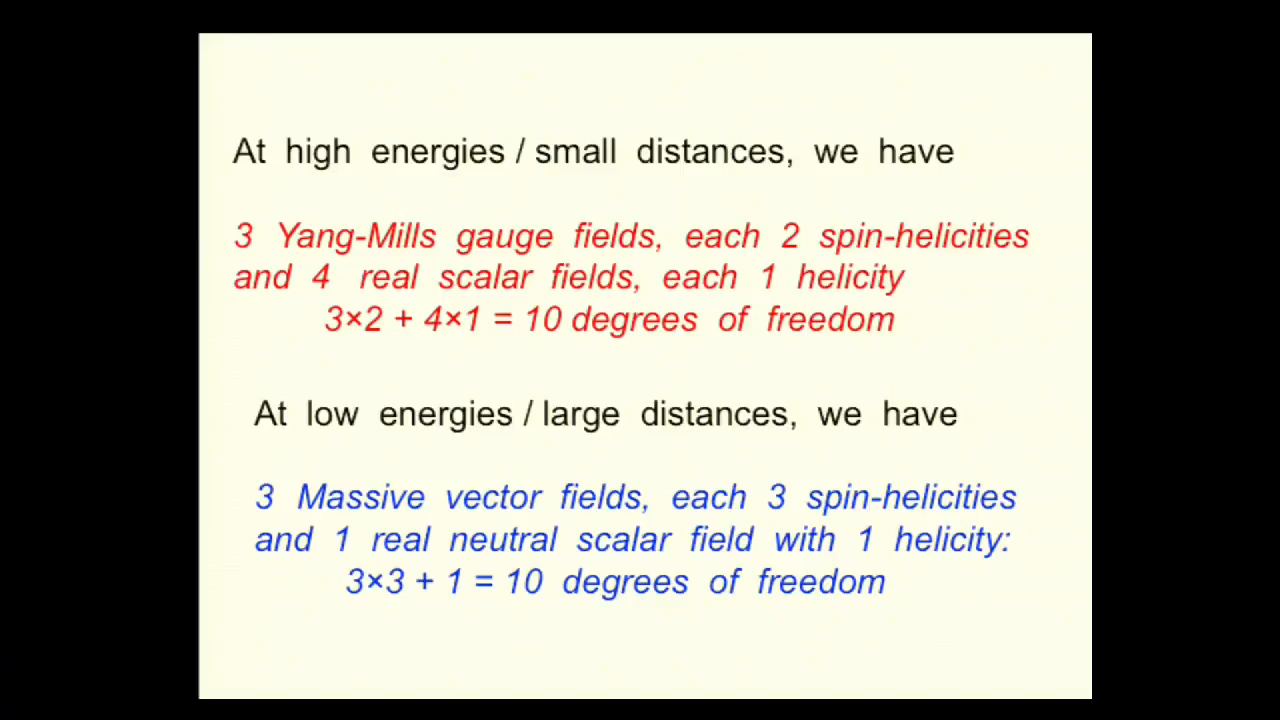 At high energies / small distances, we have
3 Yang-Mills gauge fields, each 2 spin-helicities
and 4 real scalar fields, each 1 helicity
3×2 + 4×1 = 10 degrees of freedom
At low energies / large distances, we have
3 Massive vector fields, each 3 spin-helicities
and 1 real neutral scalar field with 1 helicity:
3×3 + 1 = 10 degrees of freedom